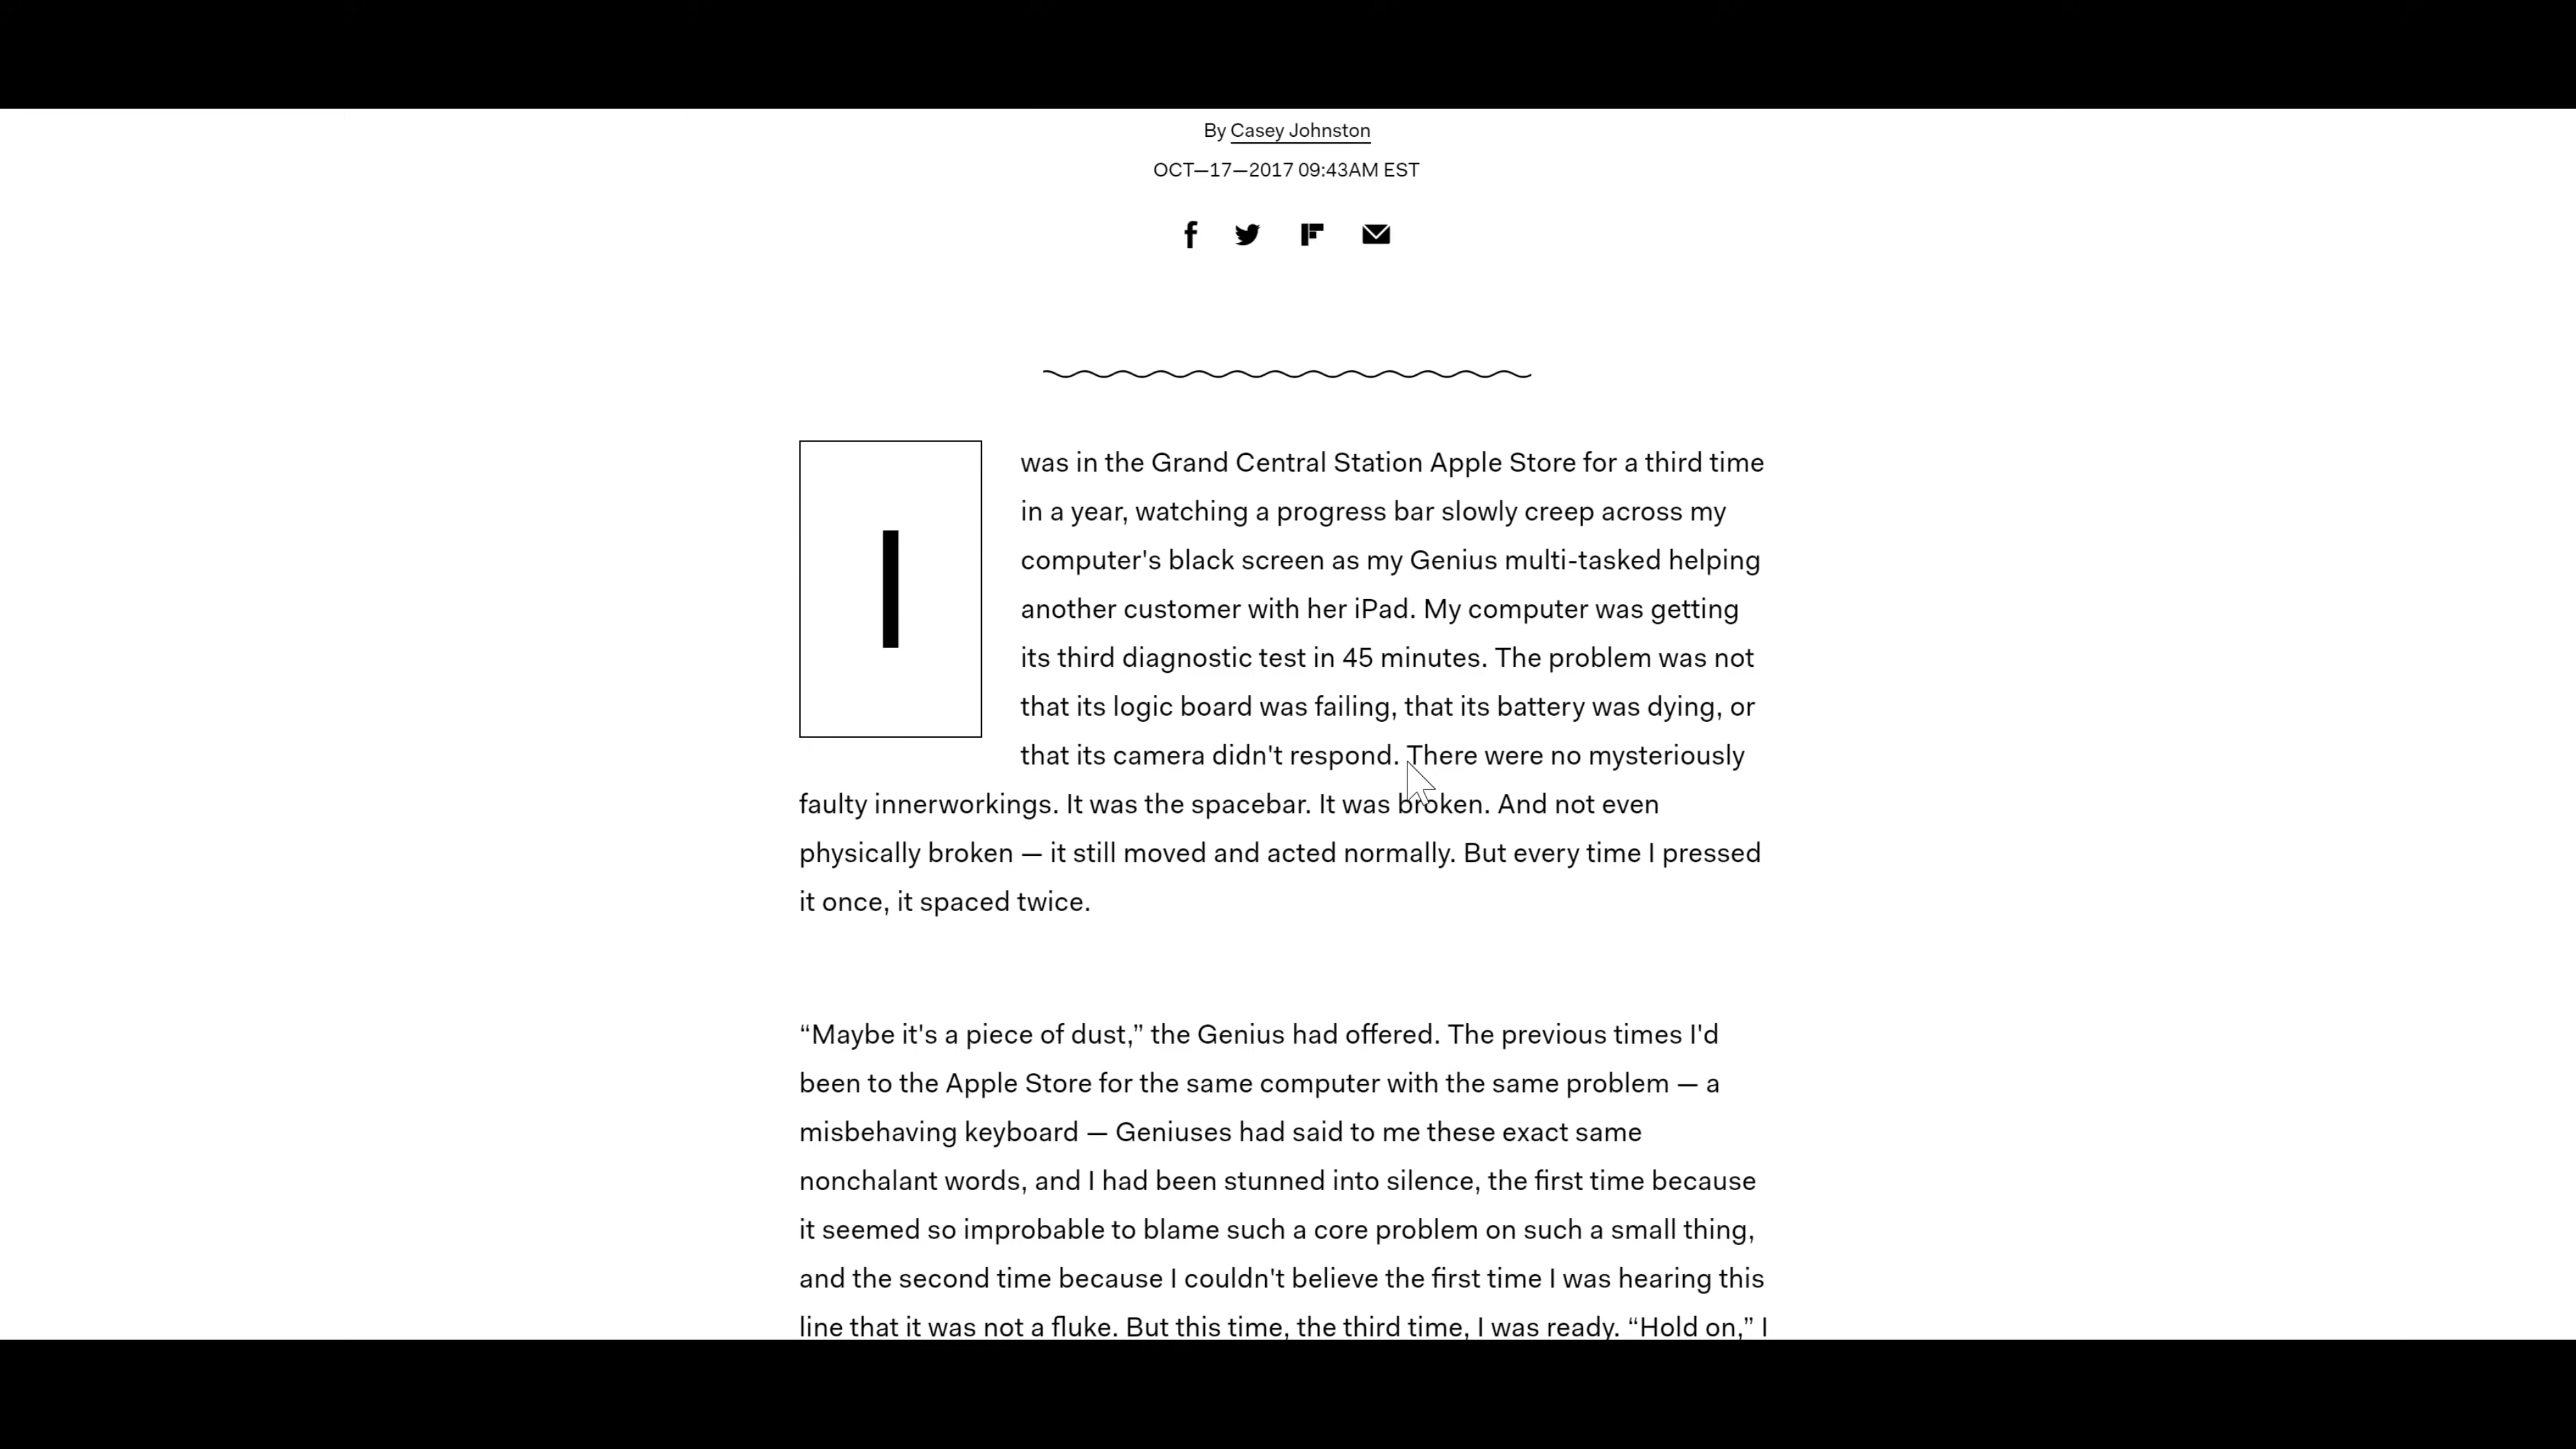 By Casey Johnston
OCT—17—2017 09:43AM EST
I
was in the Grand Central Station Apple Store for a third time
in a year, watching a progress bar slowly creep across my
computer's black screen as my Genius multi-tasked helping
another customer with her iPad. My computer was getting
its third diagnostic test in 45 minutes. The problem was not
that its logic board was failing, that its battery was dying, or
that its camera didn't respond. There were no mysteriously
faulty innerworkings. It was the spacebar. It was broken. And not even
physically broken — it still moved and acted normally. But every time I pressed
it once, it spaced twice.
“Maybe it's a piece of dust,” the Genius had offered. The previous times I'd
been to the Apple Store for the same computer with the same problem — a
misbehaving keyboard — Geniuses had said to me these exact same
nonchalant words, and I had been stunned into silence, the first time because
it seemed so improbable to blame such a core problem on such a small thing,
and the second time because I couldn't believe the first time I was hearing this
line that it was not a fluke. But this time, the third time, I was ready. “Hold on,” I